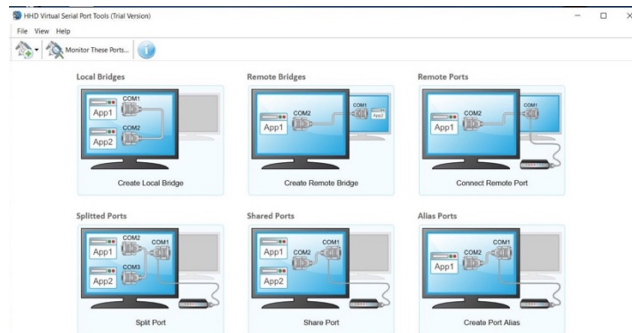 HHD Virtual Serial Port Tools (Trial Version)
File View Help
Monitor These Ports...
Local Bridges
Remote Bridges
Remote Ports
COM1
App1
COM2
App2
Create Local Bridge
COM2
App1
COM1
App2
Create Remote Bridge
COM2
COM1
App1
Connect Remote Port
Splitted Ports
Shared Ports
Alias Ports
COM2
COM1
App1
COM3
App2
Split Port
COM2
COM1
App1
App2
Share Port
COM2
COM1
App1
Create Port Alias